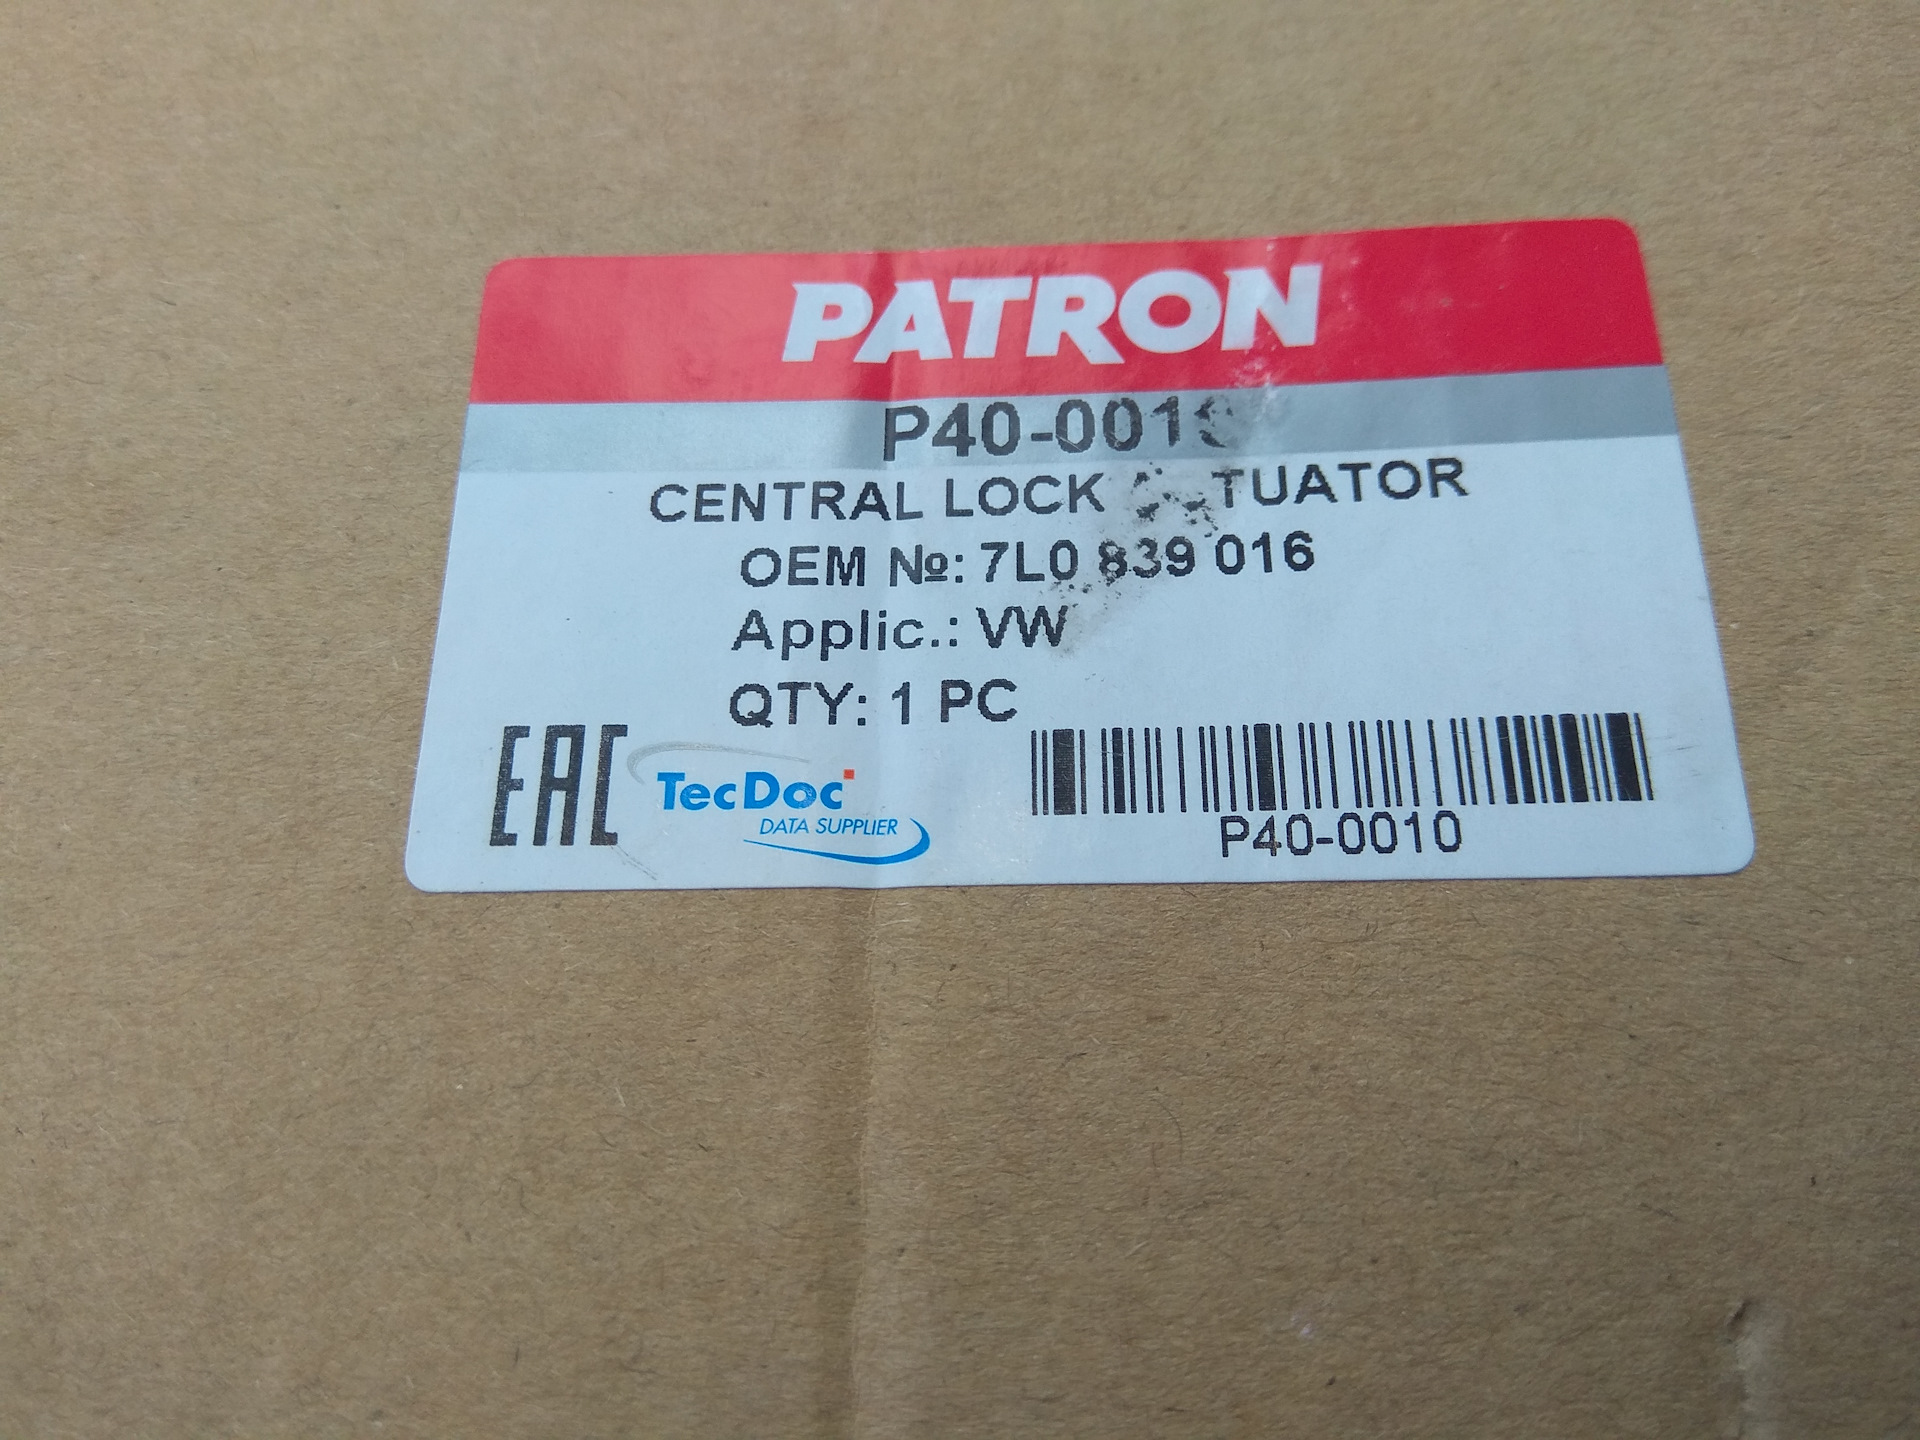 PATRON
CENTRAL LOCK
OEM №: 7L0 839 016
Applic.: VW
QTY: 1 PC
EAC
TecDoc
DATA SUPPLIER
P40-0010